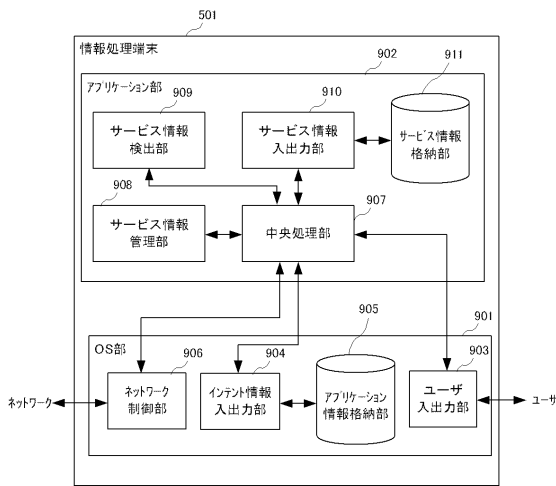 501
情報処理端末
902
アプリケーション部
911
909
910
サービス情報
検出部
サービス情報
入出力部
サービス情報
格納部
908
907
サービス情報
管理部
中央処理部
901
OS部
905
906
904
903
ネットワーク
ネットワーク
制御部
インテント情報
入出力部
アプリケーション
情報格納部
ユーザ
入出力部
ユーザ